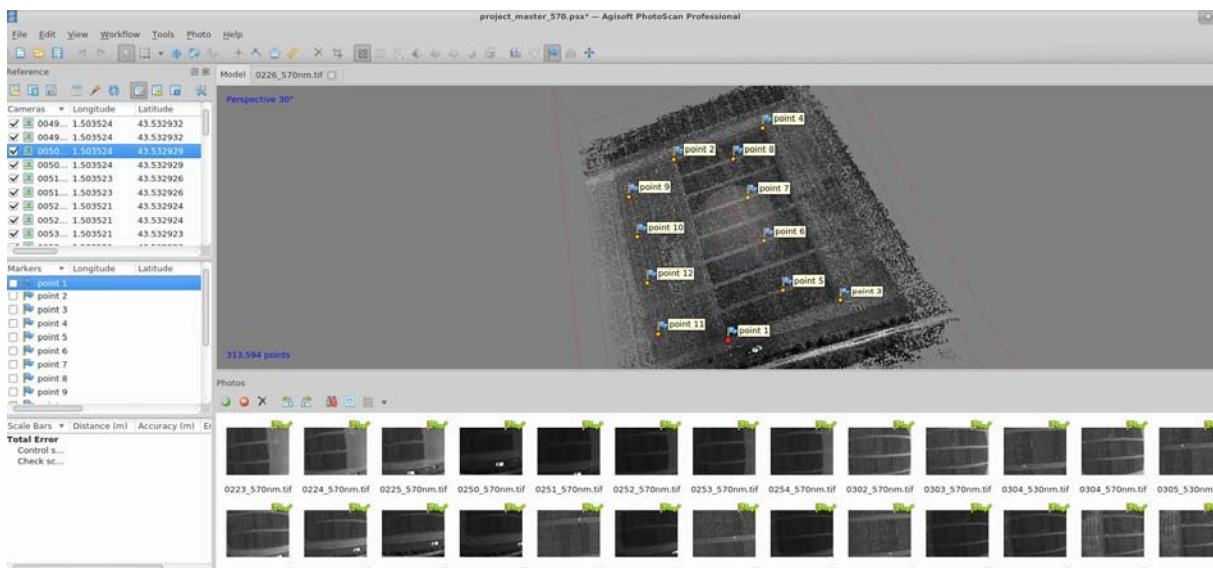 project_master_570.psx* — Agisoft PhotoScan Professional
File Edit View Workflow Tools Photo Help
Reference
Model 0226_570nm.tif
Cameras Longitude Latitude
0049... 1.503524 43.532932
0049... 1.503524 43.532932
0050... 1.503524 43.532929
0050... 1.503524 43.532929
0051... 1.503523 43.532926
0051... 1.503523 43.532926
0052... 1.503521 43.532924
0052... 1.503521 43.532924
0053... 1.503521 43.532923
Markers Longitude Latitude
point 1
point 2
point 3
point 4
point 5
point 6
point 7
point 8
point 9
Scale Bars Distance (m) Accuracy (m)
Total Error
Control s...
Check sc...
Perspective 30°
point 4
point 2
point 8
point 9
point 7
point 10
point 6
point 12
point 5
point 3
point 11
point 1
313,594 points
Photos
0223_570nm.tif 0224_570nm.tif 0225_570nm.tif 0250_570nm.tif 0251_570nm.tif 0252_570nm.tif 0253_570nm.tif 0254_570nm.tif 0302_570nm.tif 0303_570nm.tif 0304_530nm.tif 0304_570nm.tif 0305_530nm